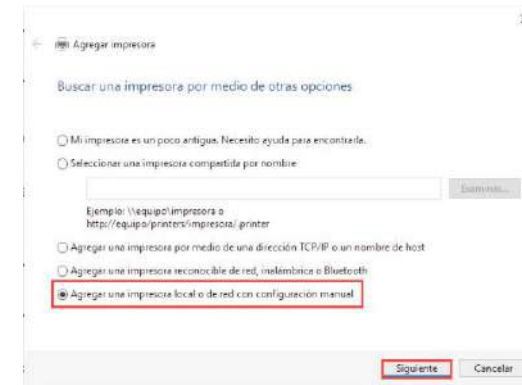 Agregar impresora
Buscar una impresora por medio de otras opciones
Mi impresora es un poco antigua. Necesito ayuda para encontrarla.
Seleccionar una impresora compartida por nombre
Examinar...
Ejemplo: \\equipo\impresora o
http://equipo/printers/impresora/.printer
Agregar una impresora por medio de una dirección TCP/IP o un nombre de host
Agregar una impresora reconocible de red, inalámbrica o Bluetooth
Agregar una impresora local o de red con configuración manual
Siguiente
Cancelar